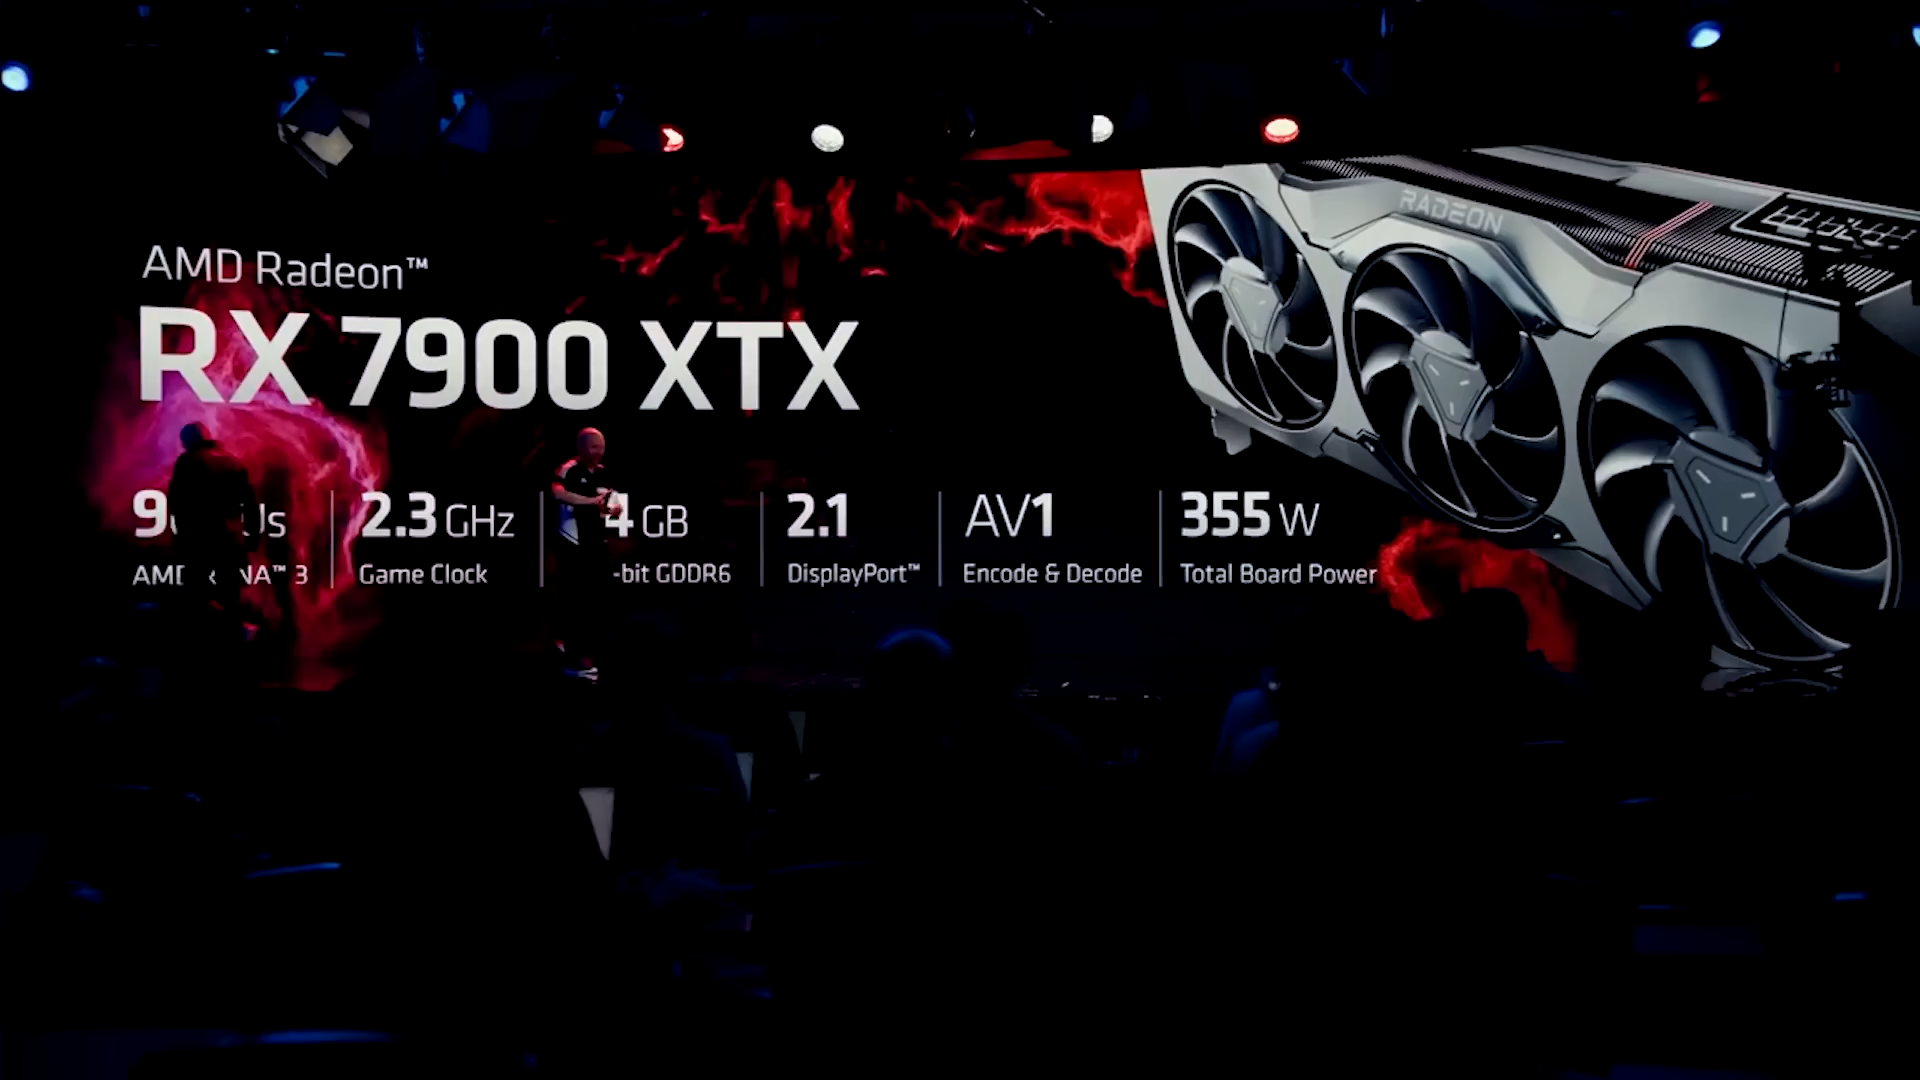 RADEON
AMD Radeon™
RX 7900 XTX
2.3 GHz
GB
2.1
AV1
355 W
3
Game Clock
-bit GDDR6
DisplayPort™
Encode & Decode
Total Board Power